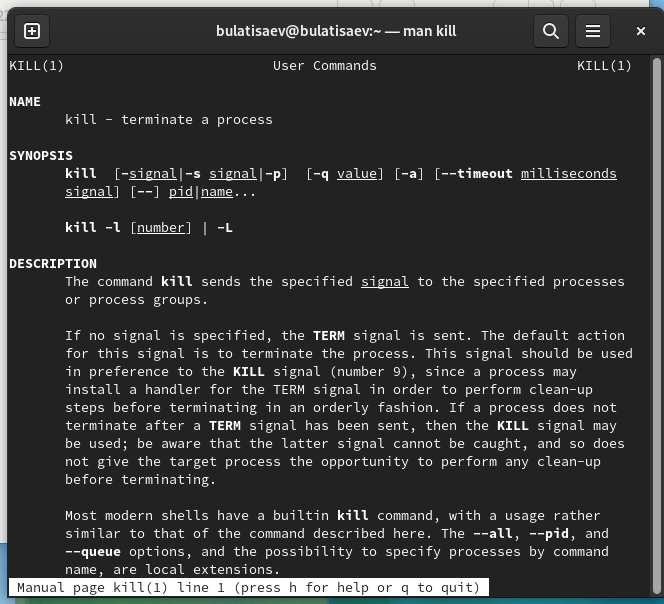 bulatisaev@bulatisaev:~ — man kill
KILL(1) User Commands KILL(1)
NAME
kill - terminate a process
SYNOPSIS
kill [-signal|-s signal|-p] [-q value] [-a] [--timeout milliseconds
signal] [--] pid|name...
kill -l [number] | -L
DESCRIPTION
The command kill sends the specified signal to the specified processes
or process groups.
If no signal is specified, the TERM signal is sent. The default action
for this signal is to terminate the process. This signal should be used
in preference to the KILL signal (number 9), since a process may
install a handler for the TERM signal in order to perform clean-up
steps before terminating in an orderly fashion. If a process does not
terminate after a TERM signal has been sent, then the KILL signal may
be used; be aware that the latter signal cannot be caught, and so does
not give the target process the opportunity to perform any clean-up
before terminating.
Most modern shells have a builtin kill command, with a usage rather
similar to that of the command described here. The --all, --pid, and
--queue options, and the possibility to specify processes by command
name, are local extensions.
Manual page kill(1) line 1 (press h for help or q to quit)